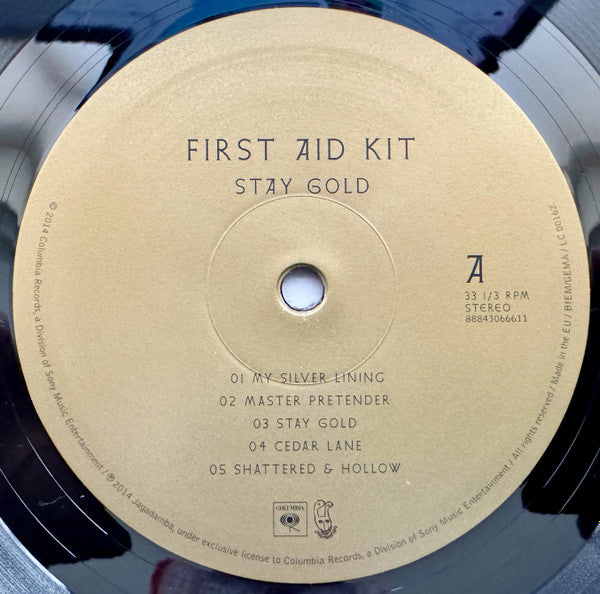 FIRST AID KIT
STAY GOLD
A
33 1/3 RPM
STEREO
88843066611
01 MY SILVER LINING
02 MASTER PRETENDER
03 STAY GOLD
04 CEDAR LANE
05 SHATTERED & HOLLOW
COLUMBIA
© 2014 Columbia Records, a Division of Sony Music Entertainment / ℗ 2014 Jagadamba, under exclusive license to Columbia Records, a Division of Sony Music Entertainment / All rights reserved / Made in the EU / BIEM/GEMA / LC 00162